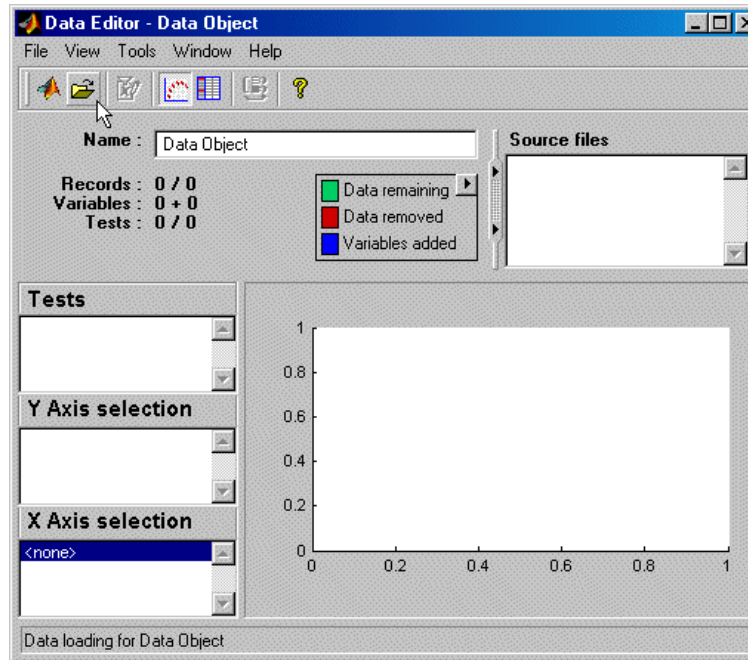 Data Editor - Data Object
File View Tools Window Help
Name : Data Object
Source files
Records : 0 / 0
Variables : 0 + 0
Tests : 0 / 0
Data remaining
Data removed
Variables added
Tests
Y Axis selection
X Axis selection
<none>
1
0.8
0.6
0.4
0.2
0
0 0.2 0.4 0.6 0.8 1
Data loading for Data Object